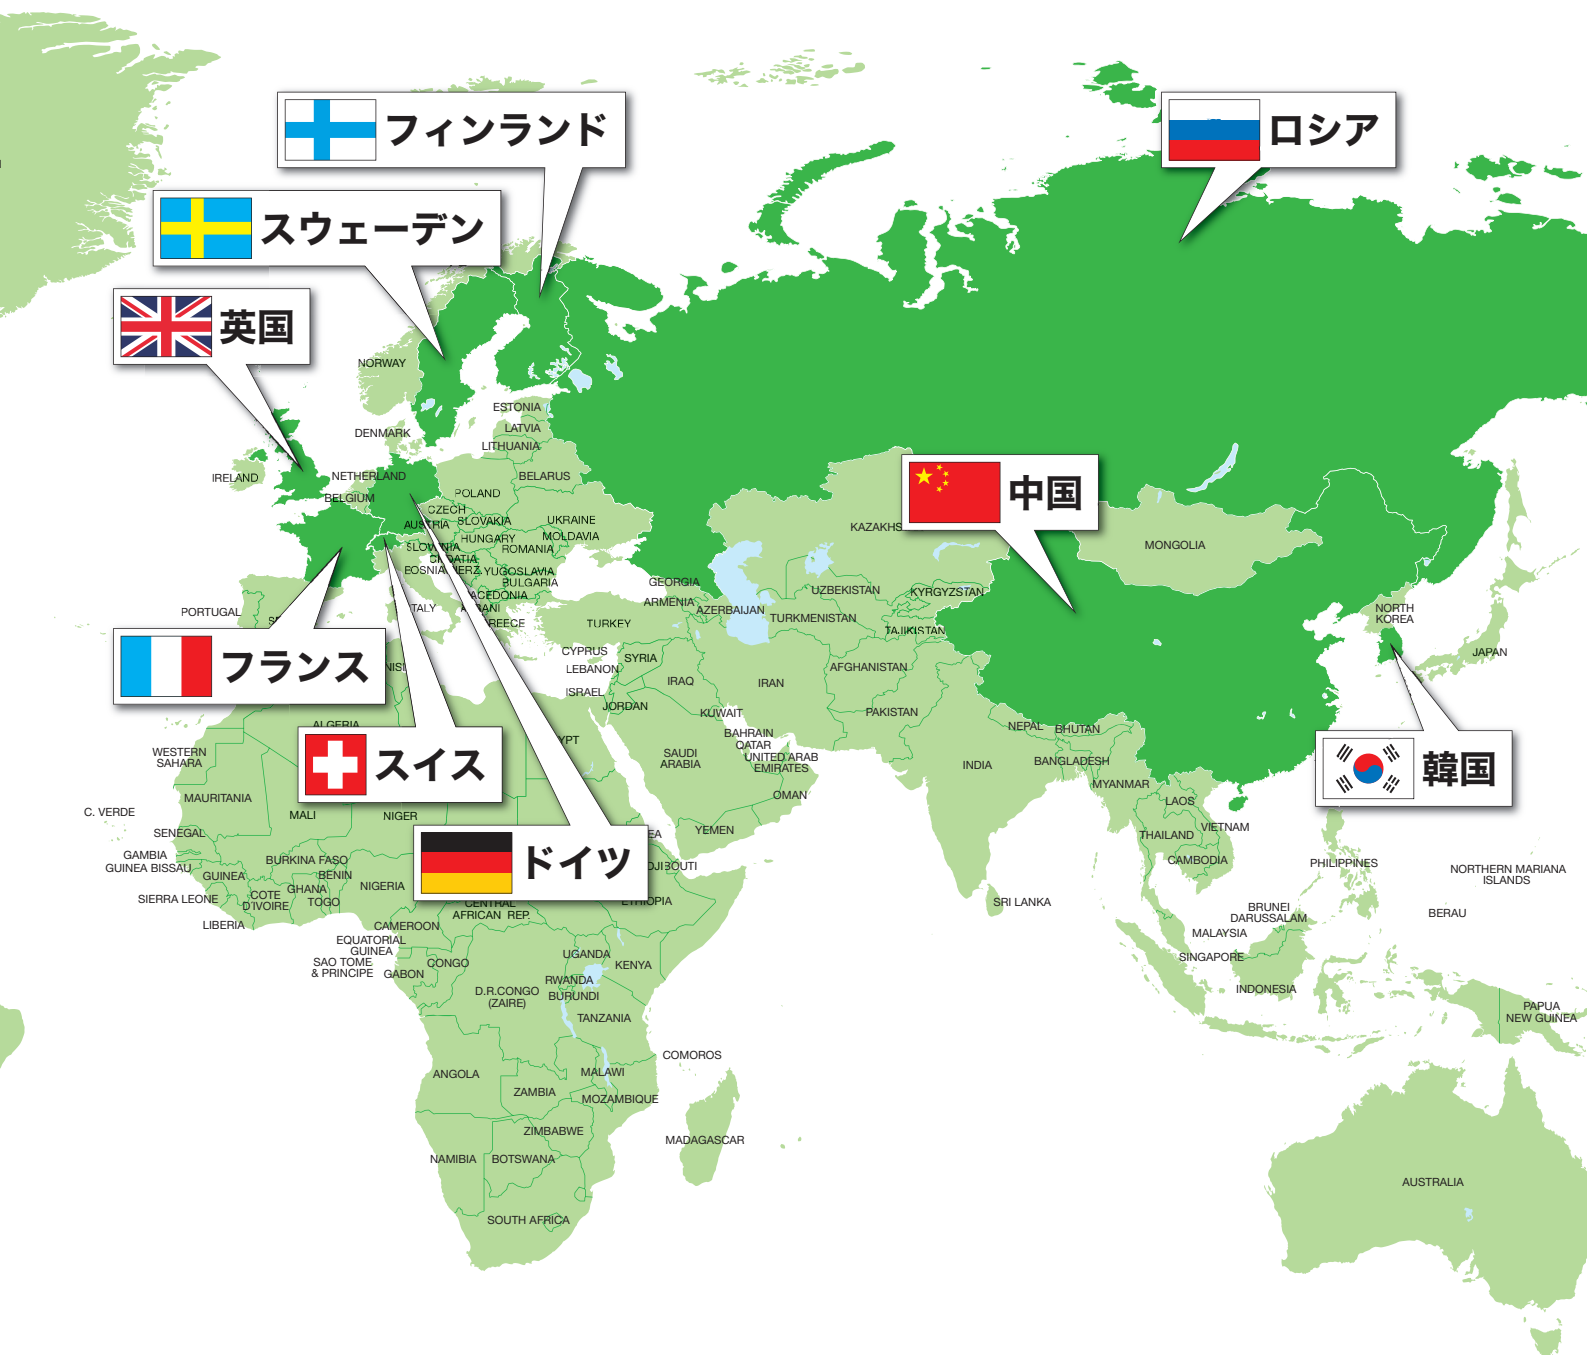 フィンランド
ロシア
スウェーデン
英国
NORWAY
ESTONIA
LATVIA
DENMARK
LITHUANIA
IRELAND
NETHERLAND
BELARUS
BELGIUM
POLAND
中国
CZECH
AUSTRIA
SLOVAKIA
UKRAINE
KAZAKHS
HUNGARY
MOLDAVIA
ROMANIA
MONGOLIA
YUGOSLAVIA
BULGARIA
GEORGIA
UZBEKISTAN
KYRGYZSTAN
ARMENIA
AZERBAIJAN
TURKMENISTAN
PORTUGAL
TURKEY
TAJIKISTAN
NORTH
KOREA
JAPAN
CYPRUS
SYRIA
LEBANON
AFGHANISTAN
フランス
IRAQ
IRAN
ISRAEL
JORDAN
KUWAIT
PAKISTAN
ALGERIA
NEPAL
BHUTAN
BAHRAIN
QATAR
WESTERN
SAHARA
SAUDI
ARABIA
UNITED ARAB
EMIRATES
INDIA
BANGLADESH
スイス
韓国
MYANMAR
OMAN
MAURITANIA
LAOS
C. VERDE
MALI
NIGER
SENEGAL
YEMEN
VIETNAM
THAILAND
GAMBIA
GUINEA BISSAU
BURKINA FASO
ドイツ
DJIBOUTI
CAMBODIA
PHILIPPINES
NORTHERN MARIANA
ISLANDS
GUINEA
BENIN
GHANA
NIGERIA
SIERRA LEONE
COTE
D'IVOIRE
TOGO
CENTRAL
AFRICAN REP.
ETHIOPIA
SRI LANKA
BRUNEI
DARUSSALAM
BERAU
LIBERIA
CAMEROON
MALAYSIA
EQUATORIAL
GUINEA
UGANDA
KENYA
SINGAPORE
SAO TOME
& PRINCIPE
GABON
CONGO
RWANDA
D.R.CONGO
(ZAIRE)
BURUNDI
INDONESIA
PAPUA
NEW GUINEA
TANZANIA
COMOROS
ANGOLA
MALAWI
ZAMBIA
MOZAMBIQUE
ZIMBABWE
MADAGASCAR
NAMIBIA
BOTSWANA
AUSTRALIA
SOUTH AFRICA